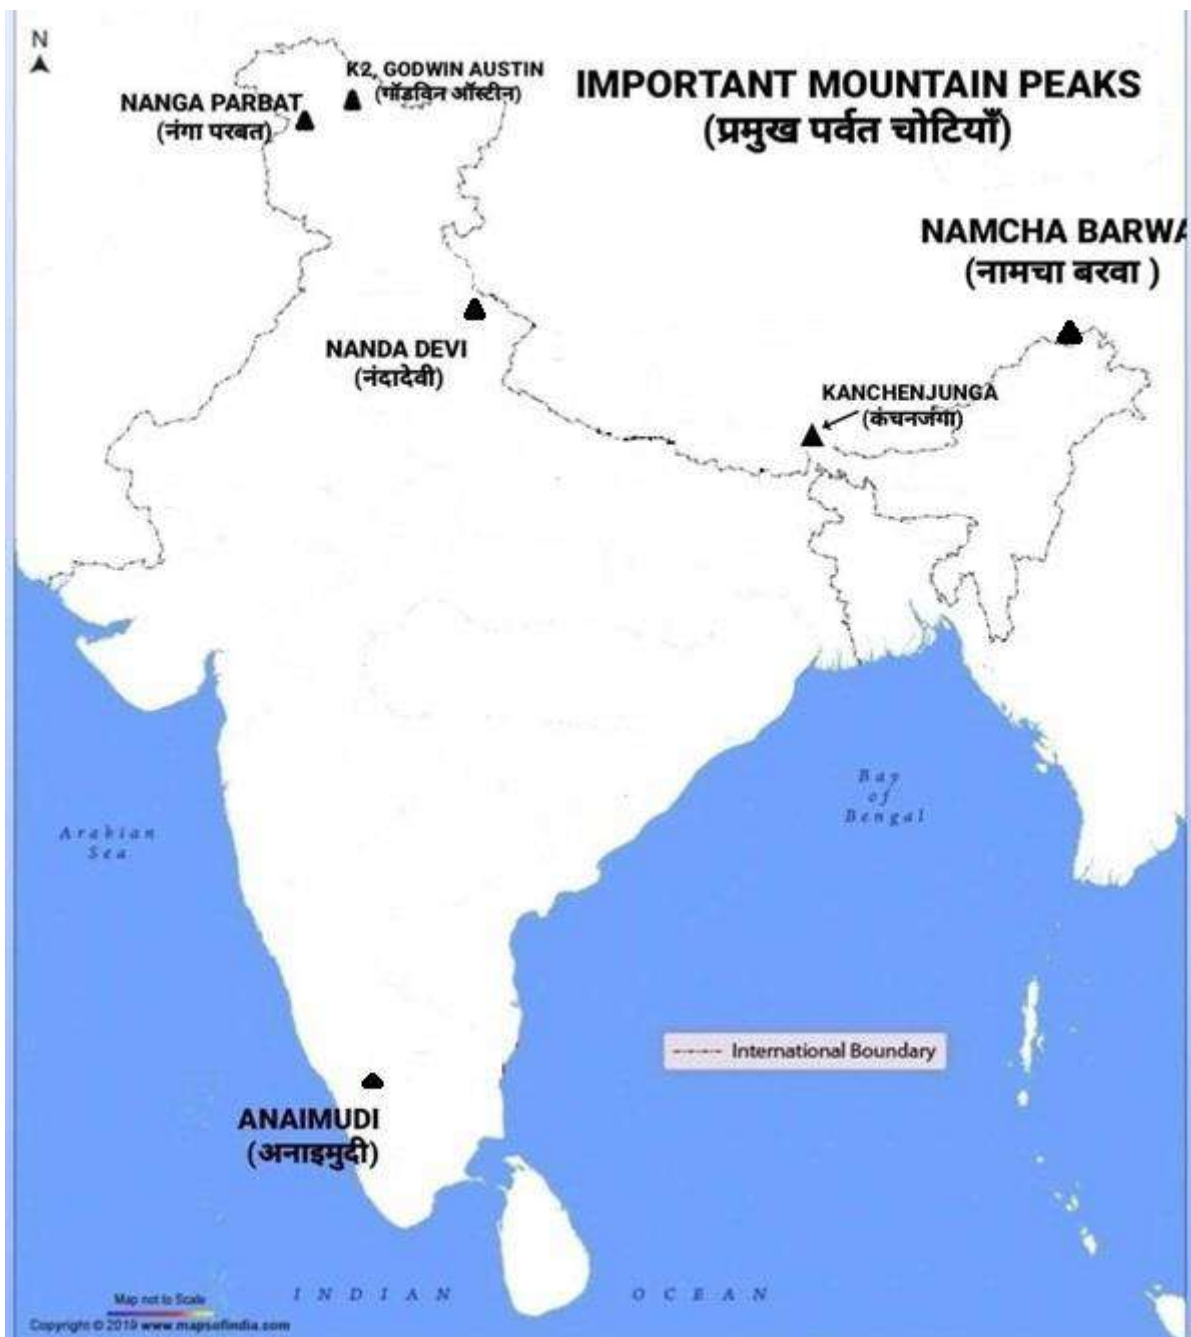 N
K2, GODWIN AUSTIN
(गॉडविन ऑस्टीन)
IMPORTANT MOUNTAIN PEAKS
(प्रमुख पर्वत चोटियाँ)
NANGA PARBAT
(नंगा परबत)
NAMCHA BARWA
(नामचा बरवा )
NANDA DEVI
(नंदादेवी)
KANCHENJUNGA
(कंचनर्जगा)
Arabian
Sea
Bay
of
Bengal
International Boundary
ANAIMUDI
(अनाइमुदी)
INDIAN OCEAN
Map not to Scale
Copyright © 2019 www.mapsofindia.com